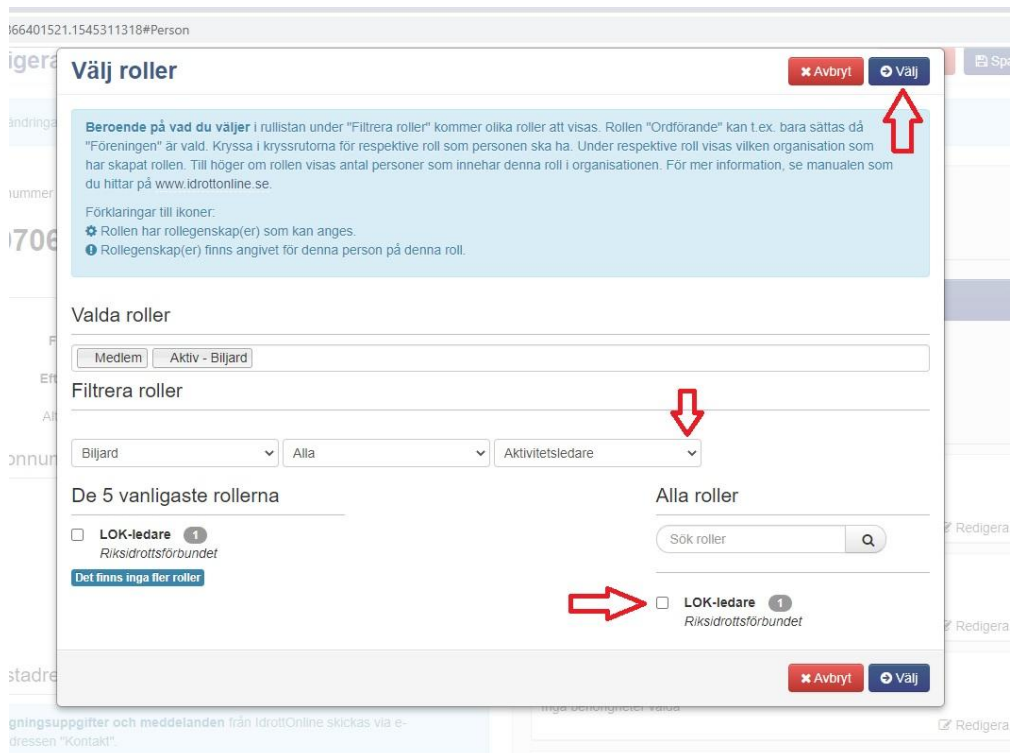 366401521.1545311318#Person
igera
Välj roller
Avbryt
Välj
Spa
ändringa
Beroende på vad du väljer i rullistan under "Filtrera roller" kommer olika roller att visas. Rollen "Ordförande" kan t.ex. bara sättas då
"Föreningen" är vald. Kryssa i kryssrutorna för respektive roll som personen ska ha. Under respektive roll visas vilken organisation som
har skapat rollen. Till höger om rollen visas antal personer som innehar denna roll i organisationen. För mer information, se manualen som
du hittar på www.idrottonline.se.
nummer
Förklaringar till ikoner:
Rollen har rollegenskap(er) som kan anges.
0706
Rollegenskap(er) finns angivet för denna person på denna roll.
Valda roller
F
Medlem Aktiv - Biljard
Eft
Filtrera roller
Alt
Biljard Alla Aktivitetsledare
onnun
De 5 vanligaste rollerna
Alla roller
LOK-ledare 1
Riksidrottsförbundet
Det finns inga fler roller
Sök roller
Redigera
LOK-ledare 1
Riksidrottsförbundet
Redigera
stadre
Avbryt
Välj
Inga behörigheter valda
gningsuppgifter och meddelanden från IdrottOnline skickas via e-
dressen "Kontakt".
Redigera